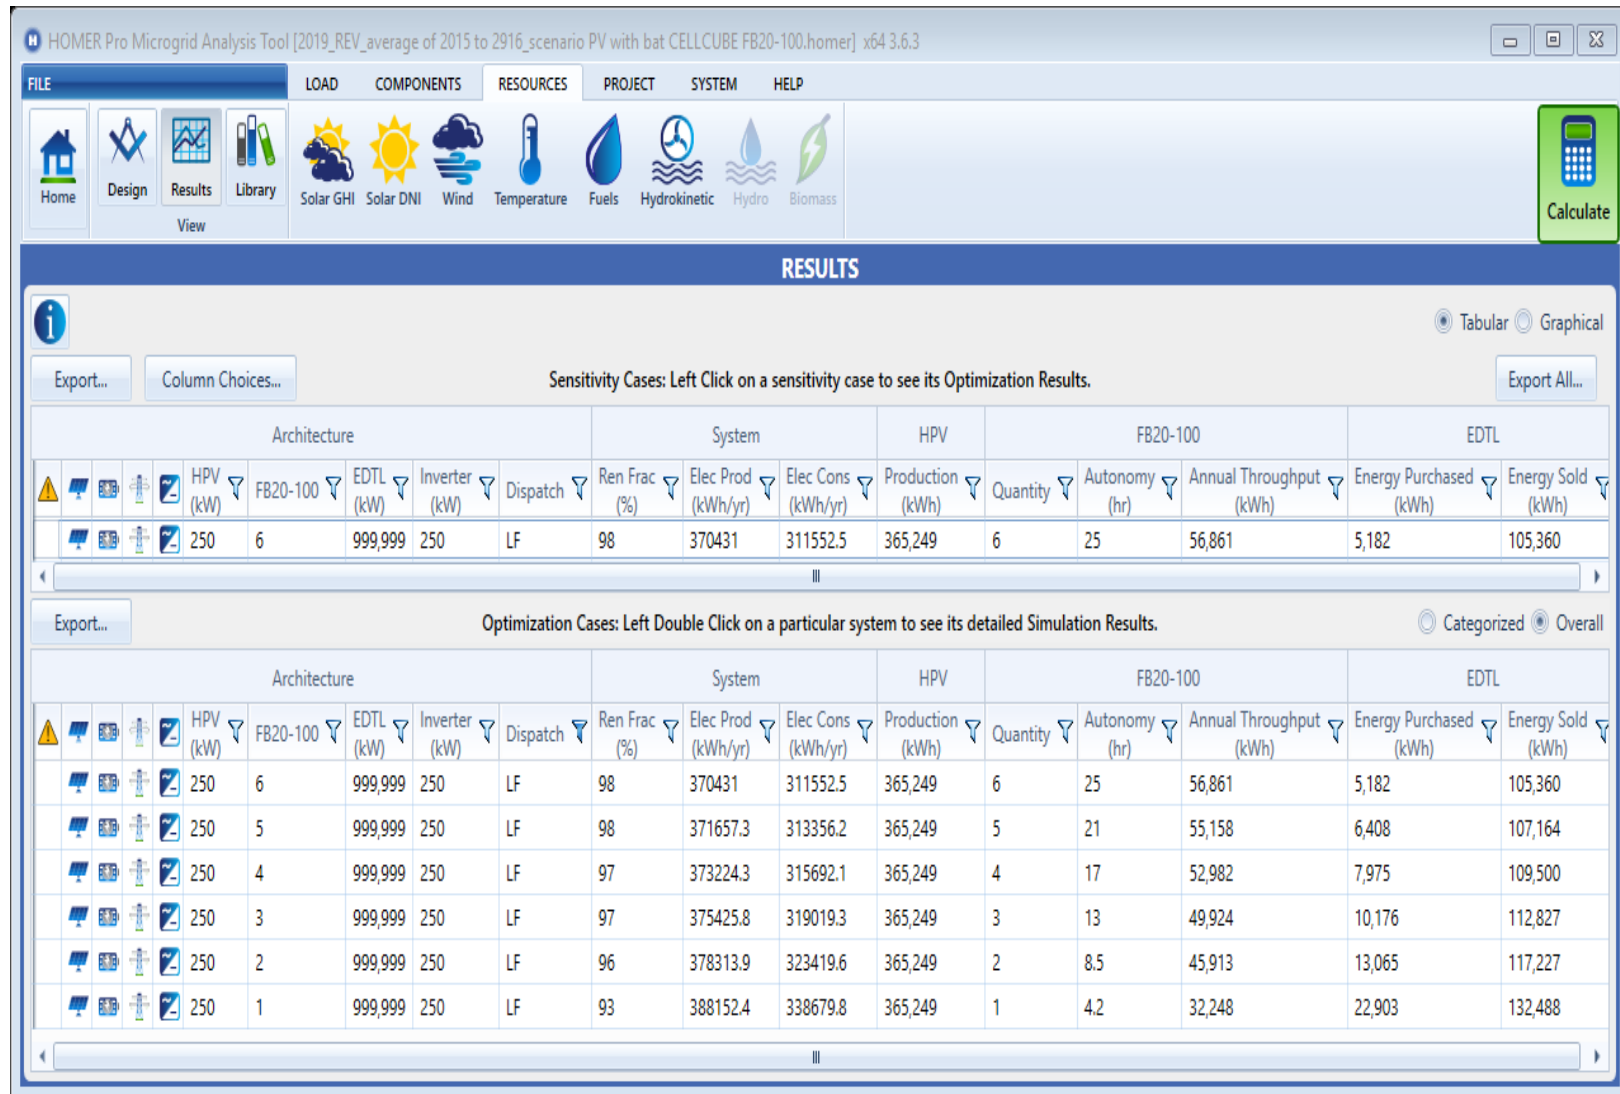 HOMER Pro Microgrid Analysis Tool [2019_REV_average of 2015 to 2916_scenario PV with bat CELLCUBE FB20-100.homer] x64 3.6.3
FILE LOAD COMPONENTS RESOURCES PROJECT SYSTEM HELP
Home Design Results Library Solar GHI Solar DNI Wind Temperature Fuels Hydrokinetic Hydro Biomass Calculate
View
RESULTS
Tabular Graphical
Export... Column Choices... Sensitivity Cases: Left Click on a sensitivity case to see its Optimization Results. Export All...
Architecture System HPV FB20-100 EDTL
HPV (kW) FB20-100 EDTL (kW) Inverter (kW) Dispatch Ren Frac (%) Elec Prod (kWh/yr) Elec Cons (kWh/yr) Production (kWh) Quantity Autonomy (hr) Annual Throughput (kWh) Energy Purchased (kWh) Energy Sold (kWh)
250 6 999,999 250 LF 98 370431 311552.5 365,249 6 25 56,861 5,182 105,360
Export... Optimization Cases: Left Double Click on a particular system to see its detailed Simulation Results. Categorized Overall
Architecture System HPV FB20-100 EDTL
HPV (kW) FB20-100 EDTL (kW) Inverter (kW) Dispatch Ren Frac (%) Elec Prod (kWh/yr) Elec Cons (kWh/yr) Production (kWh) Quantity Autonomy (hr) Annual Throughput (kWh) Energy Purchased (kWh) Energy Sold (kWh)
250 6 999,999 250 LF 98 370431 311552.5 365,249 6 25 56,861 5,182 105,360
250 5 999,999 250 LF 98 371657.3 313356.2 365,249 5 21 55,158 6,408 107,164
250 4 999,999 250 LF 97 373224.3 315692.1 365,249 4 17 52,982 7,975 109,500
250 3 999,999 250 LF 97 375425.8 319019.3 365,249 3 13 49,924 10,176 112,827
250 2 999,999 250 LF 96 378313.9 323419.6 365,249 2 8.5 45,913 13,065 117,227
250 1 999,999 250 LF 93 388152.4 338679.8 365,249 1 4.2 32,248 22,903 132,488